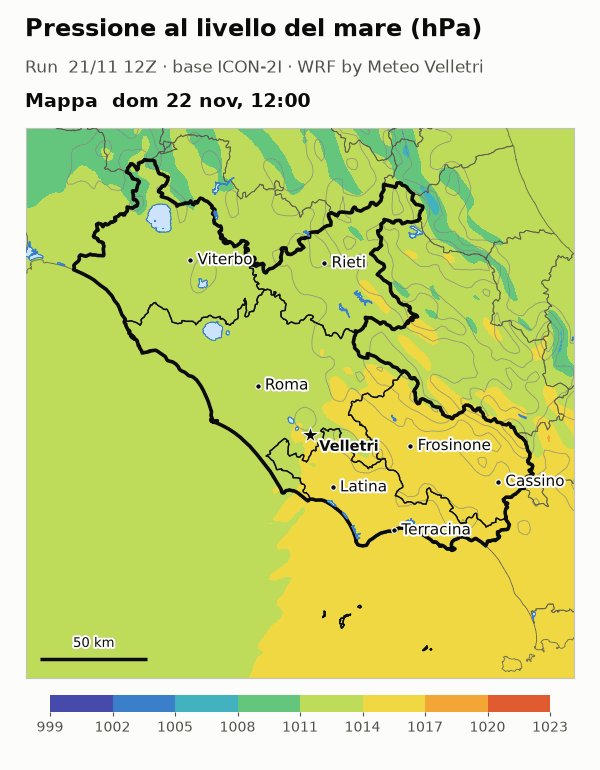 Pressione al livello del mare (hPa)
Run  21/11 12Z · base ICON-2I · WRF by Meteo Velletri
Mappa  dom 22 nov, 12:00
Viterbo
Rieti
Roma
Velletri
Frosinone
Latina
Cassino
Terracina
50 km
999 1002 1005 1008 1011 1014 1017 1020 1023